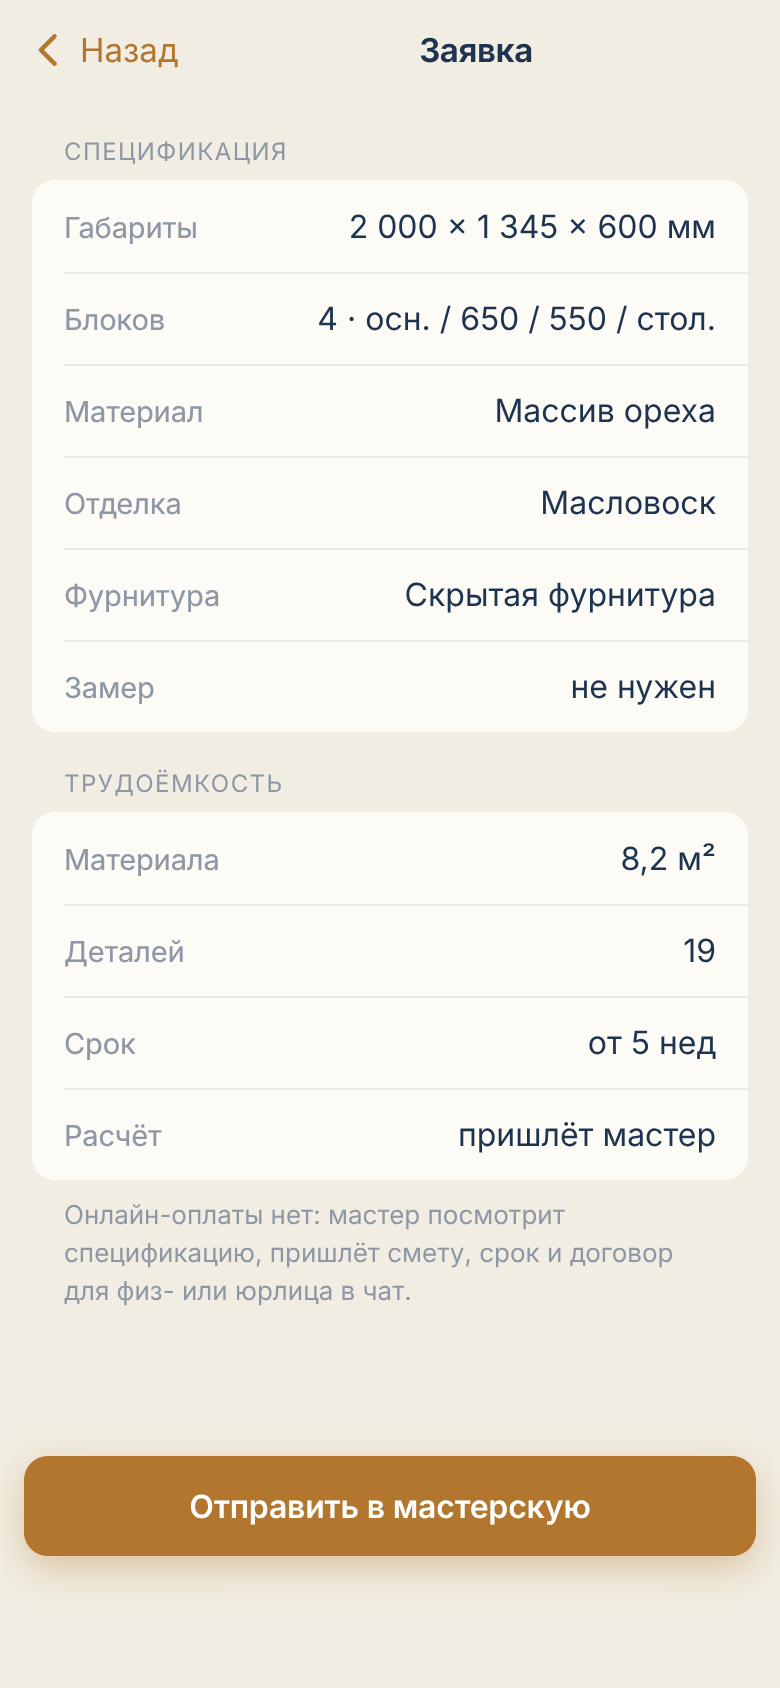 Назад
Заявка
СПЕЦИФИКАЦИЯ
Габариты 2 000 × 1 345 × 600 мм
Блоков 4 · осн. / 650 / 550 / стол.
Материал Массив ореха
Отделка Масловоск
Фурнитура Скрытая фурнитура
Замер не нужен
ТРУДОЁМКОСТЬ
Материала 8,2 м²
Деталей 19
Срок от 5 нед
Расчёт пришлёт мастер
Онлайн-оплаты нет: мастер посмотрит
спецификацию, пришлёт смету, срок и договор
для физ- или юрлица в чат.
Отправить в мастерскую